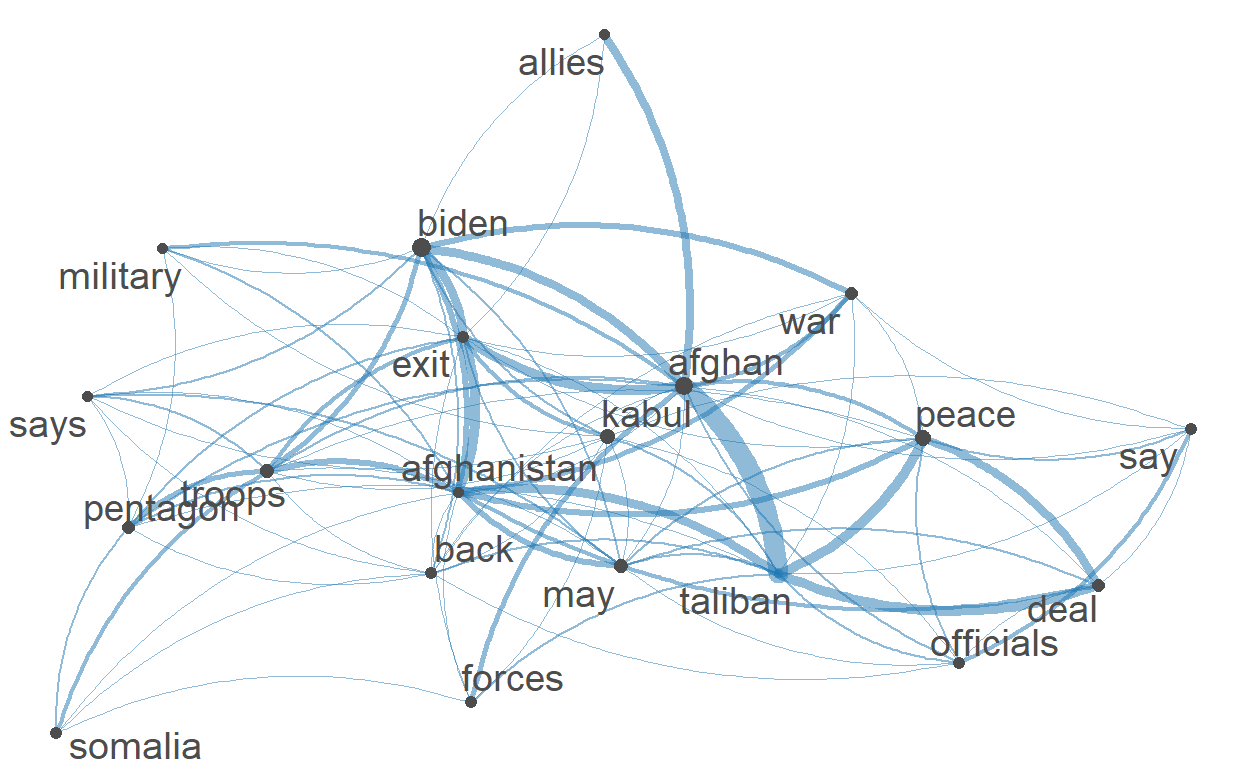 allies
biden
military
war
exit
afghan
kabul
peace
says
say
afghanistan
troops
pentagon
back
may
taliban
deal
officials
forces
somalia